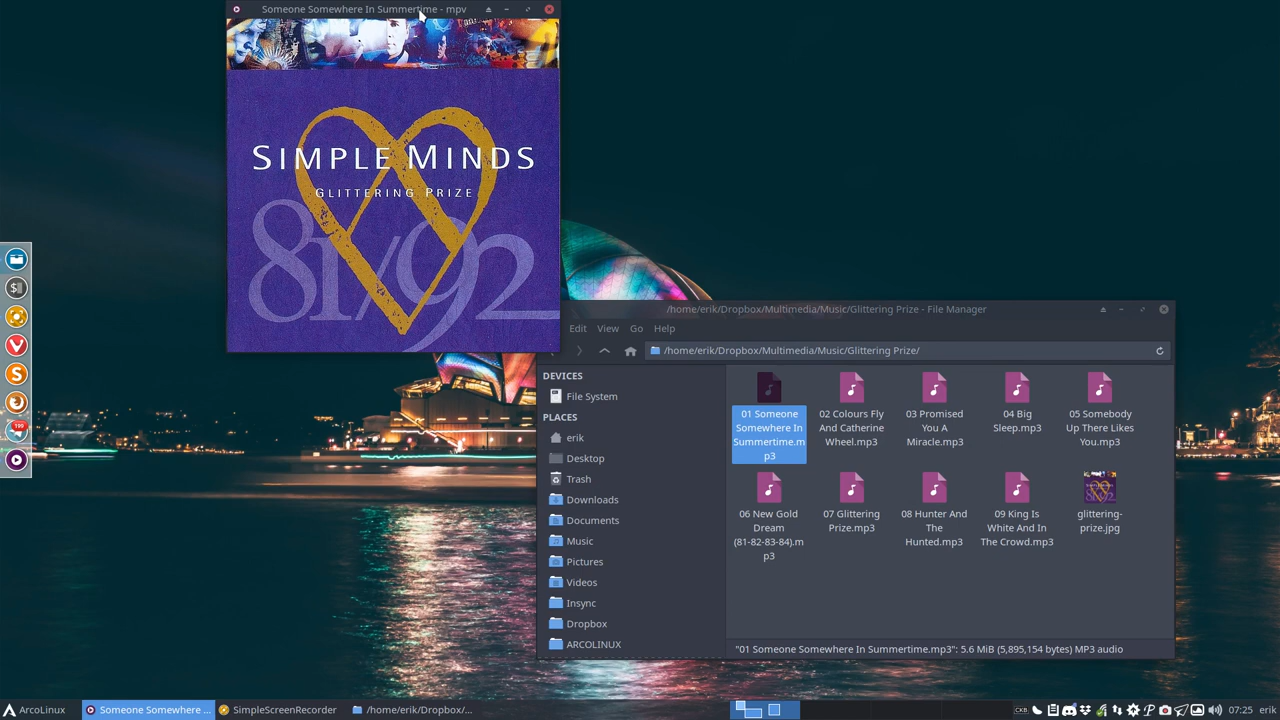 Someone Somewhere In Summertime - mpv
SIMPLE MINDS
GLITTERING PRIZE
81/92
/home/erik/Dropbox/Multimedia/Music/Glittering Prize - File Manager
Edit View Go Help
/home/erik/Dropbox/Multimedia/Music/Glittering Prize/
DEVICES
File System
PLACES
erik
Desktop
Trash
Downloads
Documents
Music
Pictures
Videos
Insync
Dropbox
ARCOLINUX
01 Someone
Somewhere In
Summertime.m
p3
02 Colours Fly
And Catherine
Wheel.mp3
03 Promised
You A
Miracle.mp3
04 Big
Sleep.mp3
05 Somebody
Up There Likes
You.mp3
06 New Gold
Dream
(81-82-83-84).m
p3
07 Glittering
Prize.mp3
08 Hunter And
The
Hunted.mp3
09 King Is
White And In
The Crowd.mp3
glittering-
prize.jpg
"01 Someone Somewhere In Summertime.mp3": 5.6 MiB (5,895,154 bytes) MP3 audio
199
ArcoLinux
Someone Somewhere ...
SimpleScreenRecorder
/home/erik/Dropbox/...
CKB
07:25 erik